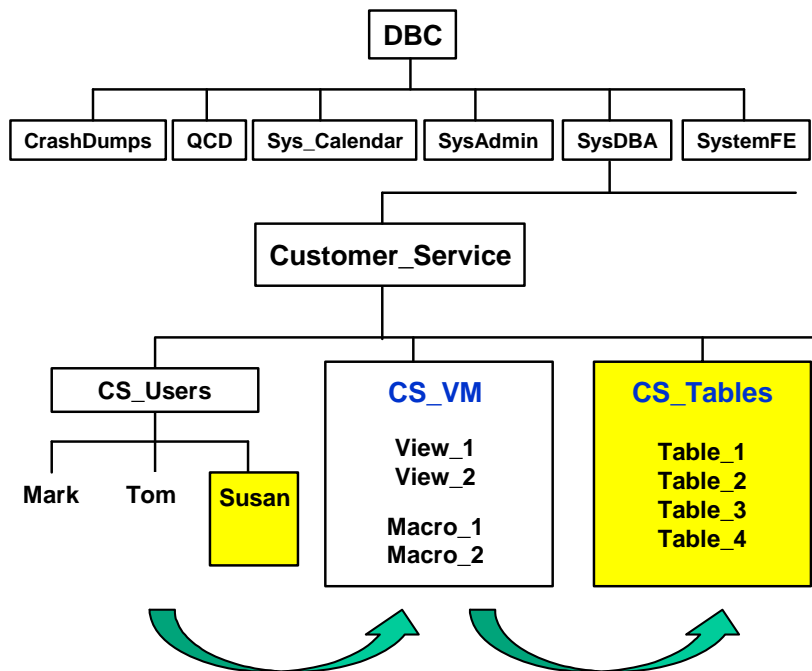 DBC
CrashDumps QCD Sys_Calendar SysAdmin SysDBA SystemFE
Customer_Service
CS_Users
Mark Tom Susan
CS_VM
View_1
View_2
Macro_1
Macro_2
CS_Tables
Table_1
Table_2
Table_3
Table_4